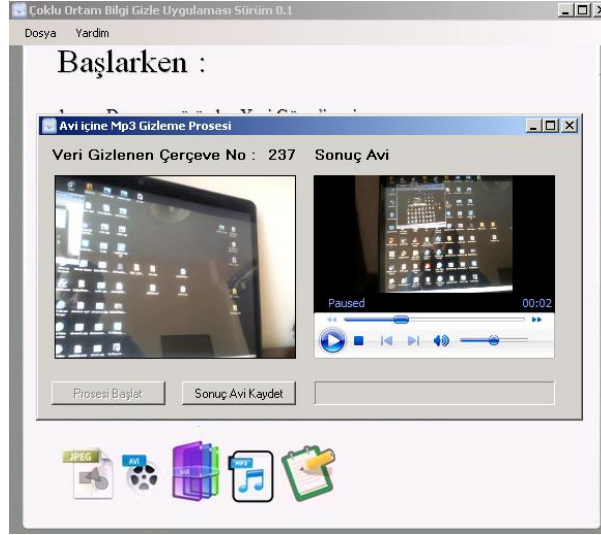 Çoklu Ortam Bilgi Gizle Uygulaması Sürüm 0.1
Dosya Yardim
Başlarken :
Avi içine Mp3 Gizleme Prosesi
Veri Gizlenen Çerçeve No : 237 Sonuç Avi
Paused 00:02
Prosesi Başlat Sonuç Avi Kaydet
JPEG AVI RAR MP3